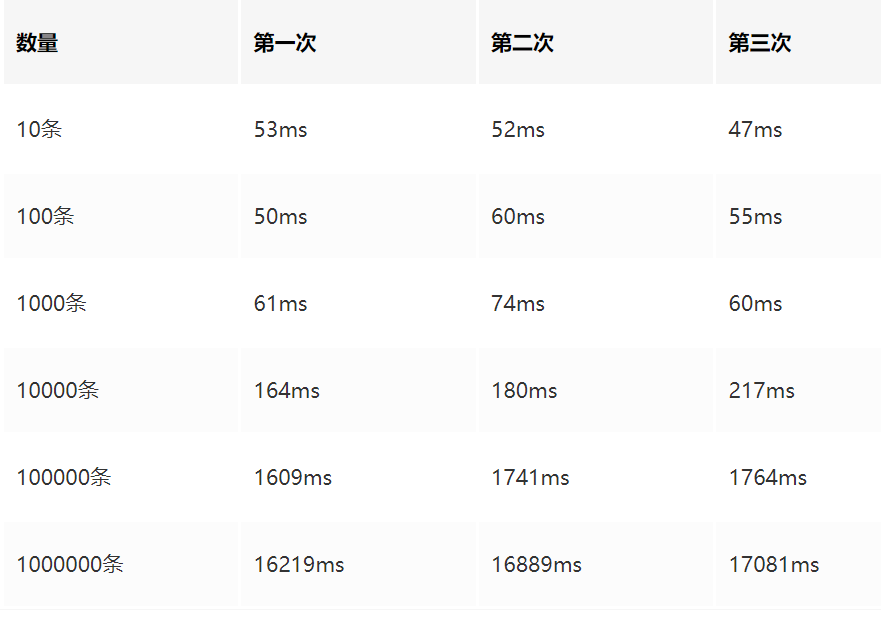 数量 第一次 第二次 第三次
10条 53ms 52ms 47ms
100条 50ms 60ms 55ms
1000条 61ms 74ms 60ms
10000条 164ms 180ms 217ms
100000条 1609ms 1741ms 1764ms
1000000条 16219ms 16889ms 17081ms